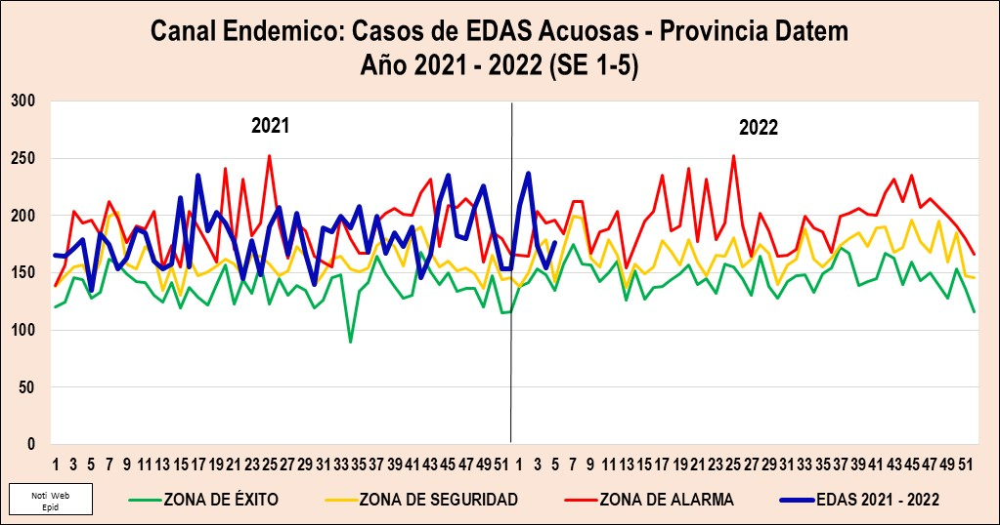 Canal Endemico: Casos de EDAS Acuosas - Provincia Datem
Año 2021 - 2022 (SE 1-5)
300
250
200
150
100
50
0
2021
2022
1 3 5 7 9 11 13 15 17 19 21 23 25 27 29 31 33 35 37 39 41 43 45 47 49 51 1 3 5 7 9 11 13 15 17 19 21 23 25 27 29 31 33 35 37 39 41 43 45 47 49 51
Noti Web
Epid
ZONA DE ÉXITO
ZONA DE SEGURIDAD
ZONA DE ALARMA
EDAS 2021 - 2022